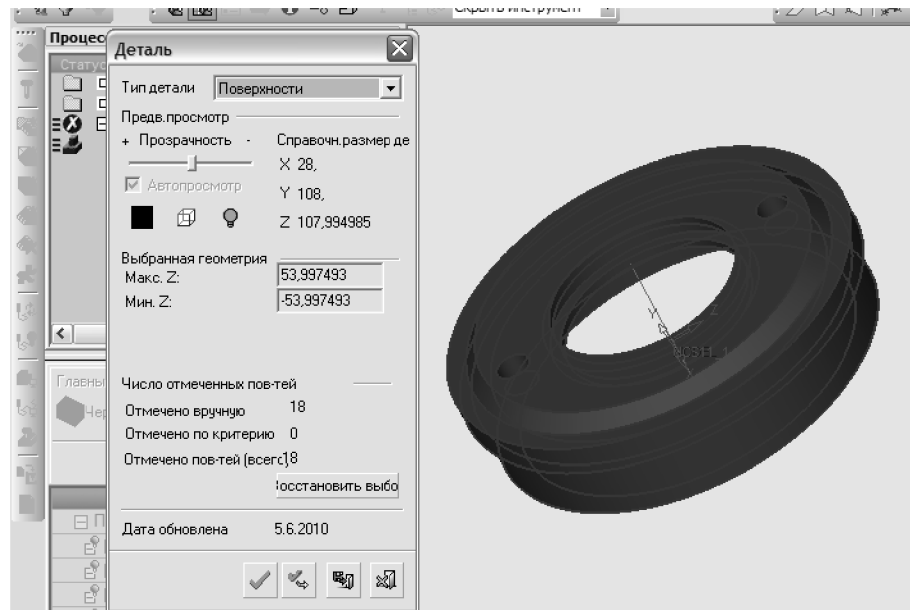 Скрыть инструмент
Процес
Деталь
Статус
Тип детали Поверхности
Предв.просмотр
+ Прозрачность - Справочн.размер де
X 28,
Автопросмотр
Y 108,
Z 107,994985
Выбранная геометрия
Макс. Z: 53,997493
Мин. Z: -53,997493
Число отмеченных пов-тей
Главны
Отмечено вручную 18
Чер
Отмечено по критерию 0
Отмечено пов-тей (всего) 18
осстановить выбо
Дата обновлена 5.6.2010
П
Y
Z